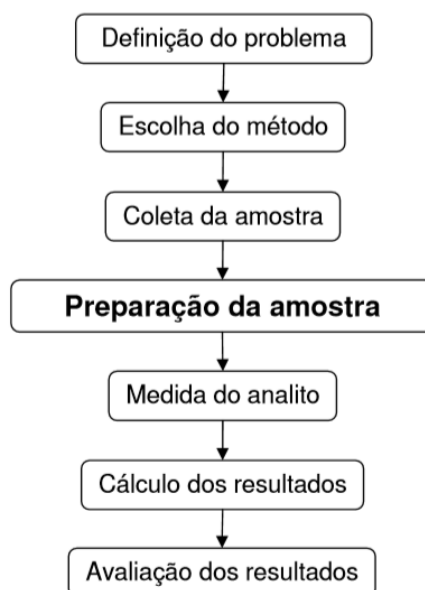 Definição do problema
Escolha do método
Coleta da amostra
Preparação da amostra
Medida do analito
Cálculo dos resultados
Avaliação dos resultados